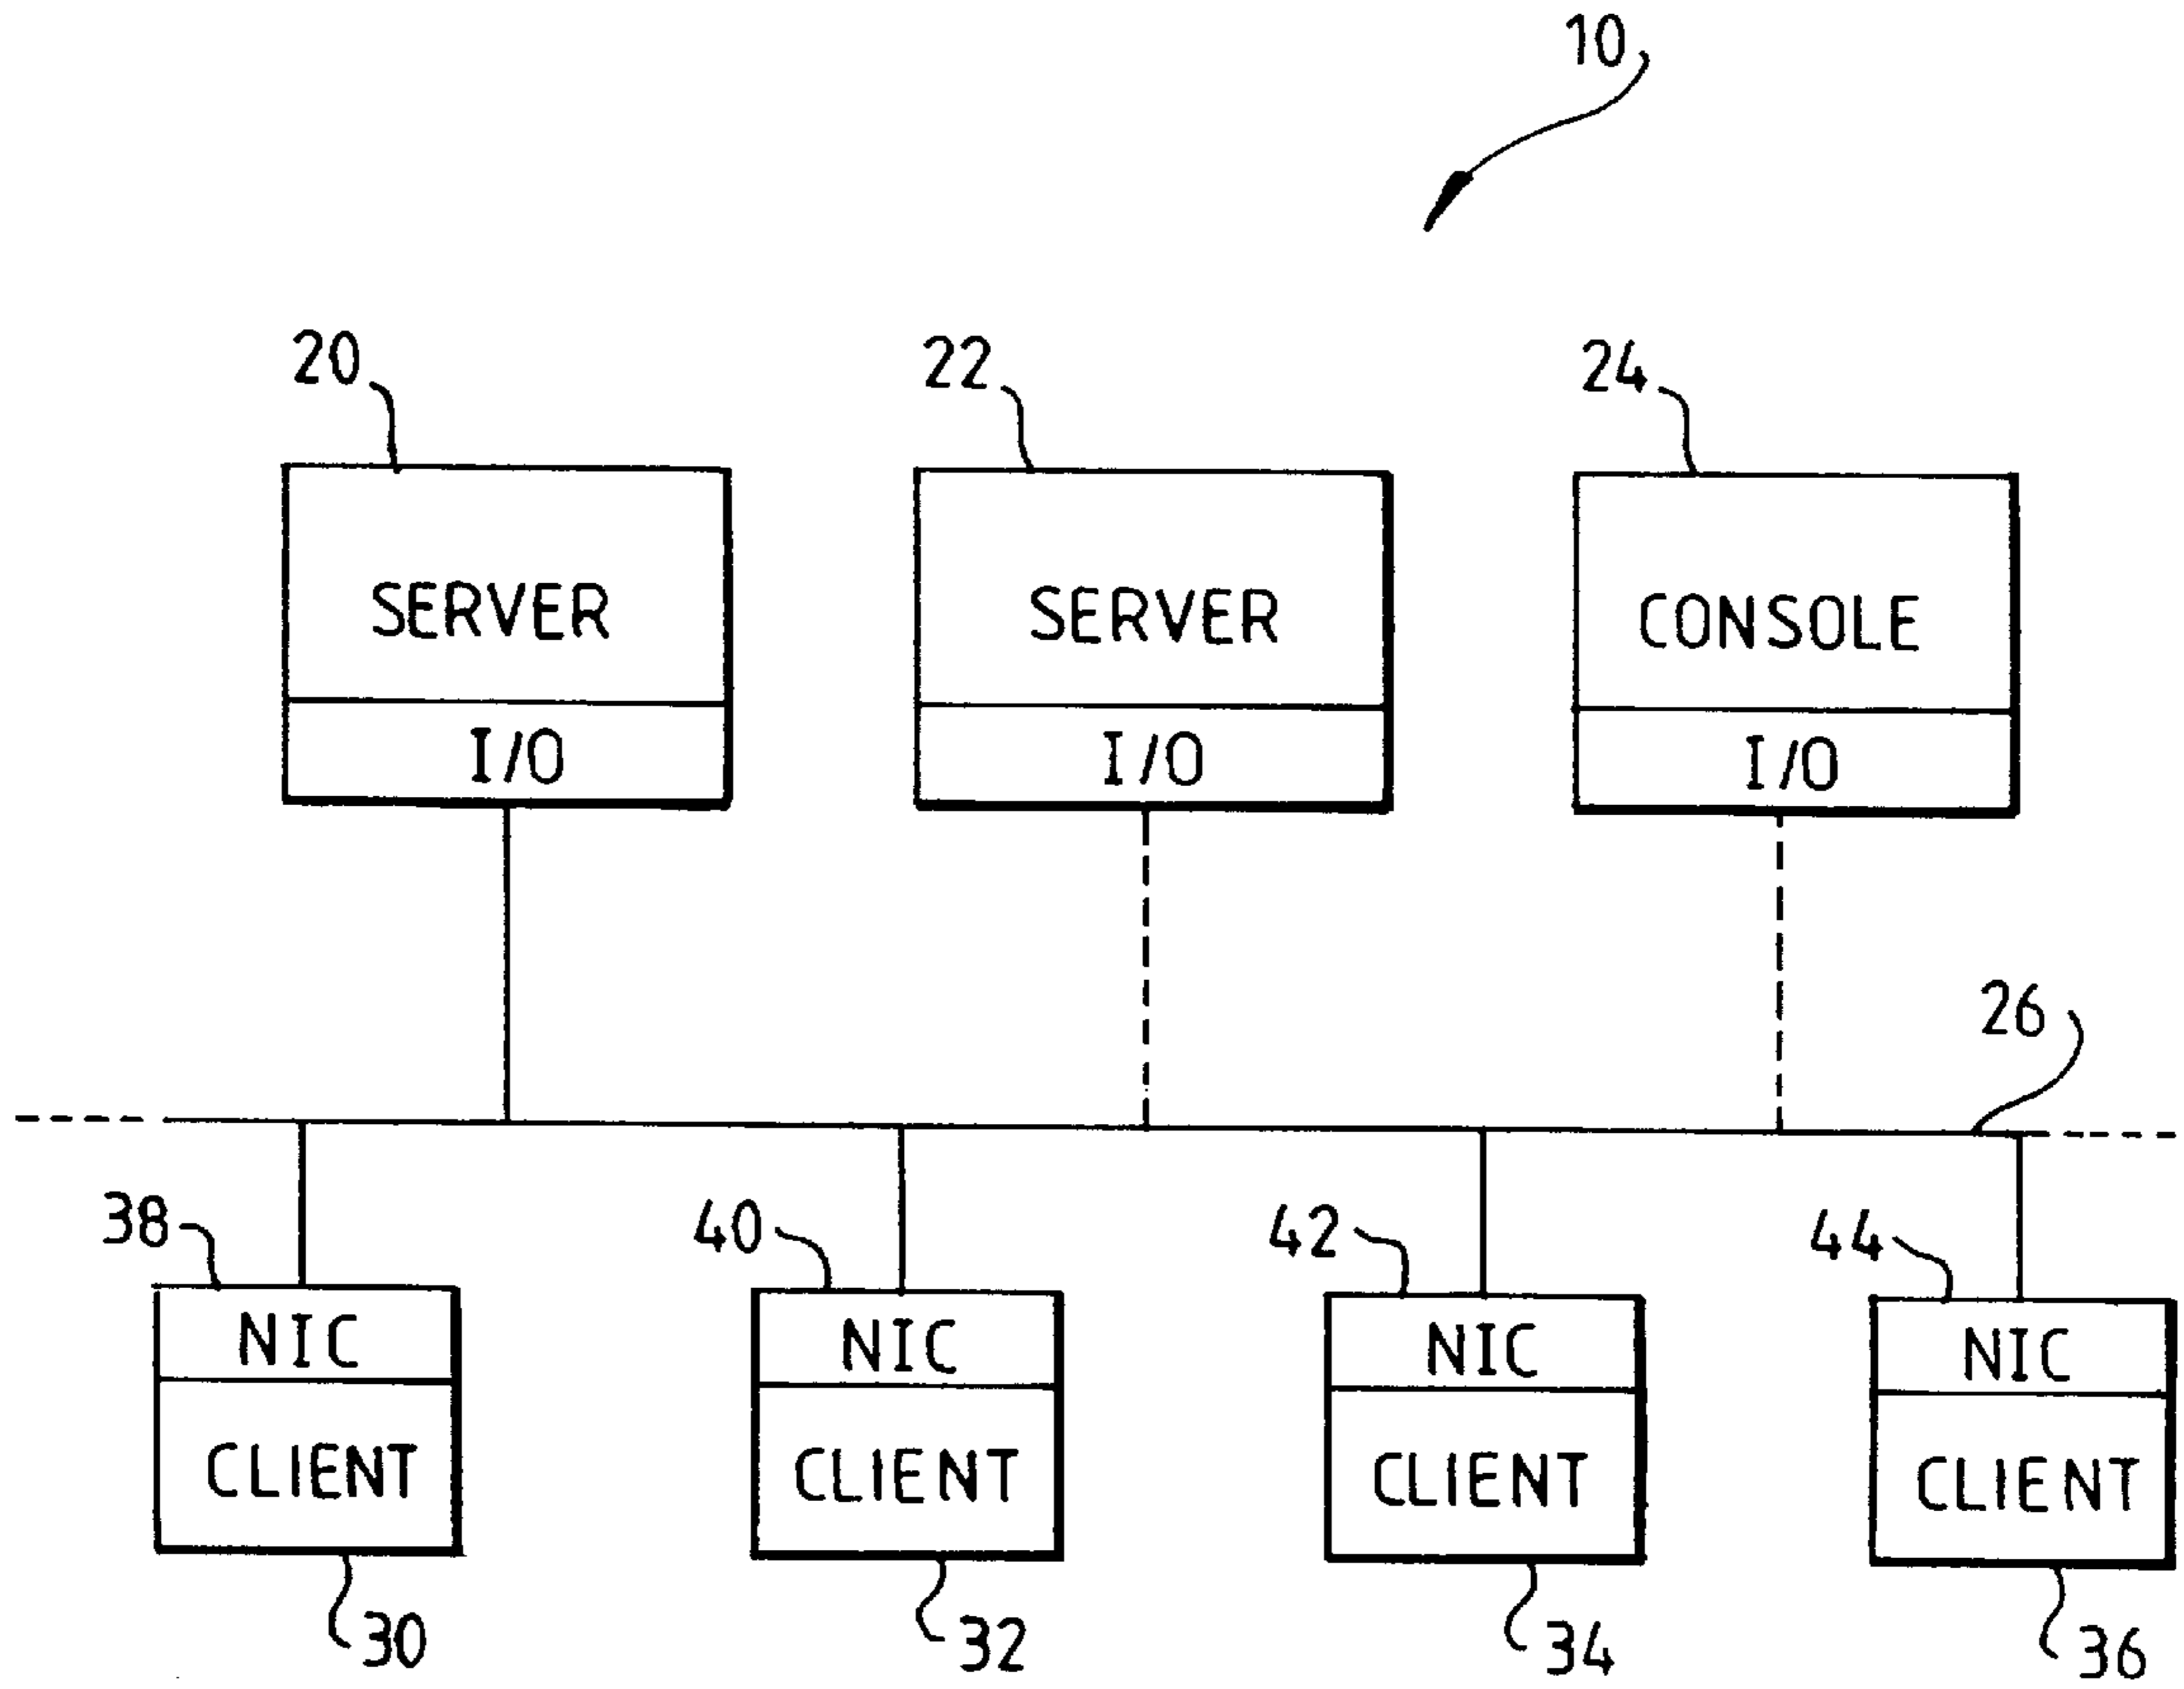 10
20
22
24
SERVER
SERVER
CONSOLE
I/O
I/O
I/O
26
38
40
42
44
NIC
NIC
NIC
NIC
CLIENT
CLIENT
CLIENT
CLIENT
30
32
34
36